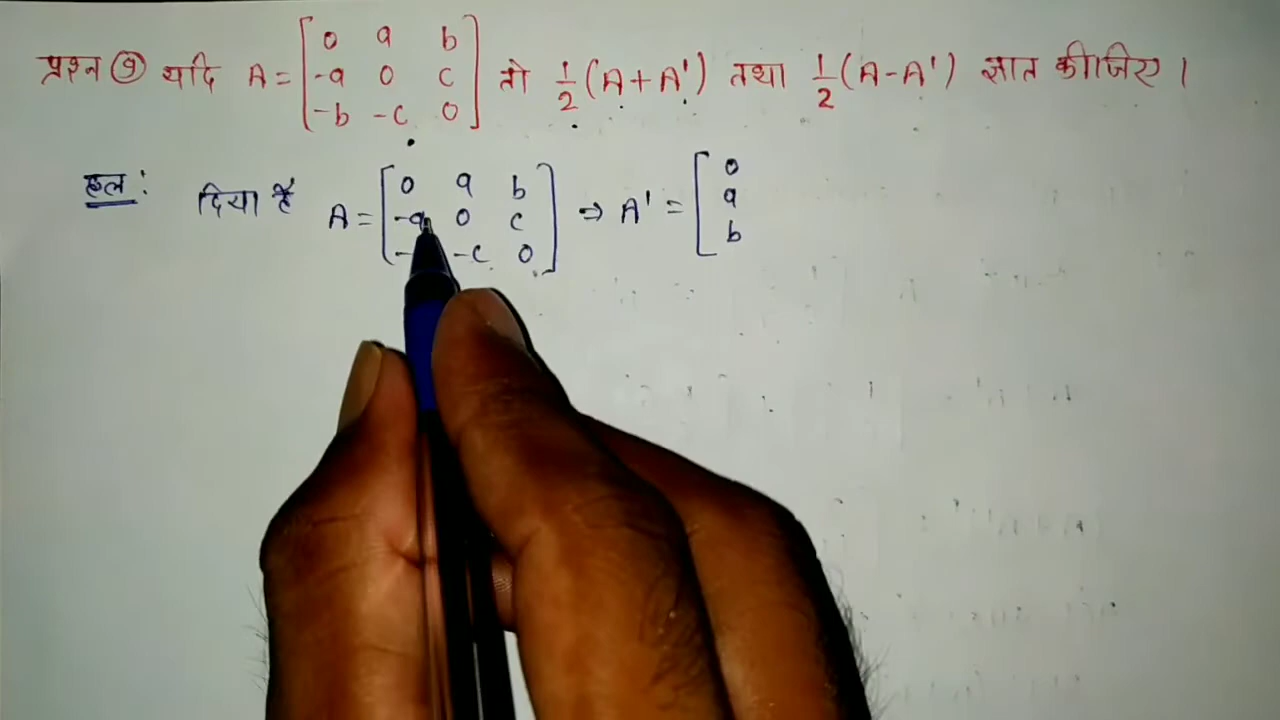 प्रश्न ⑨ यदि A = [ 0 a b ; -a 0 c ; -b -c 0 ] तो 1/2 (A + A') तथा 1/2 (A - A') ज्ञात कीजिए।
हल: दिया है A = [ 0 a b ; -a 0 c ; - -c 0 ] ⇒ A' = [ 0 ; a ; b